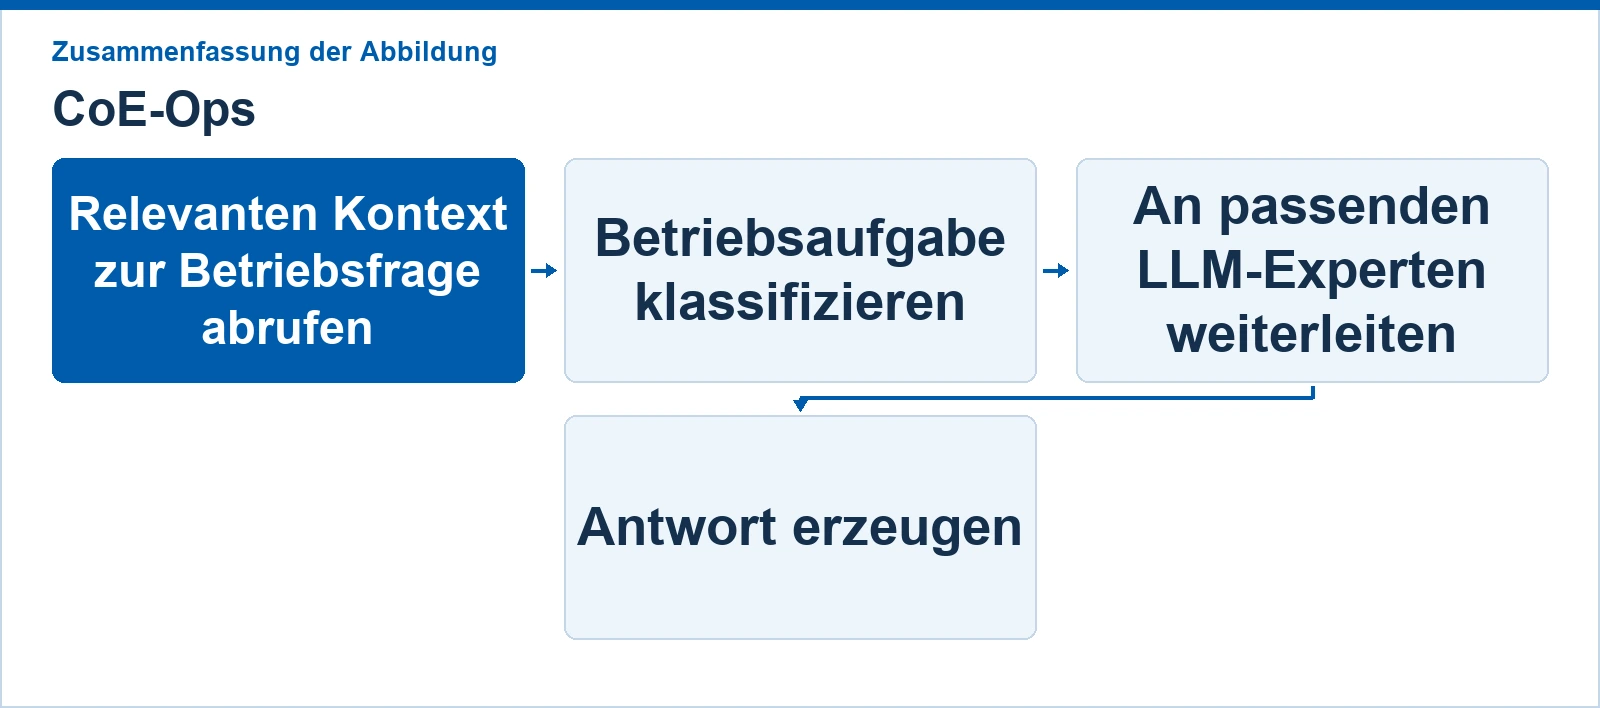 Zusammenfassung der Abbildung
CoE-Ops
Relevanten Kontext
zur Betriebsfrage
abrufen
Betriebsaufgabe
klassifizieren
An passenden
LLM-Experten
weiterleiten
Antwort erzeugen